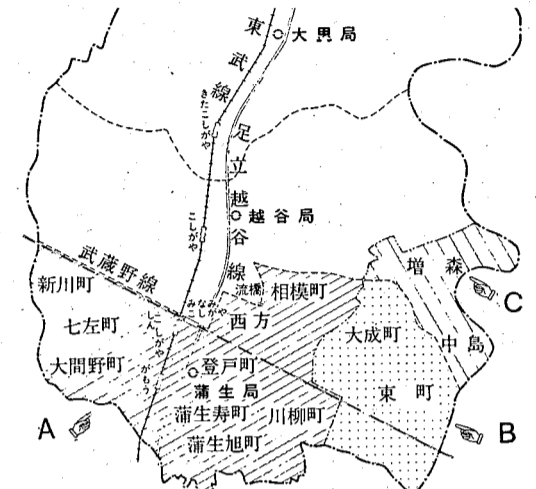 東武線
大男局
きたこしがや
足立越谷線
越谷局
こしがや
武蔵野線
新川町
増森
流橋
相模町
C
みなみこしがや
西方
七左町
大成町
中島
しんこしがや
大間野町
登戸町
がもう
蒲生局
東町
蒲生寿町
川柳町
A
B
蒲生旭町